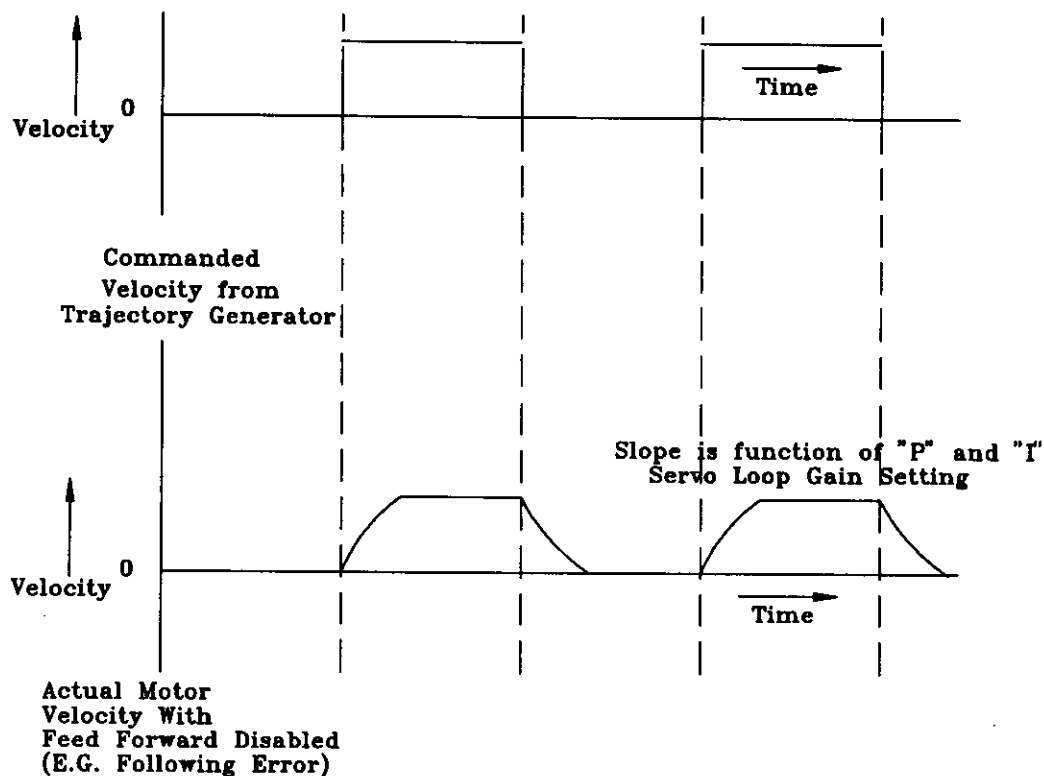 0
Velocity
Time
Commanded
Velocity from
Trajectory Generator
Slope is function of "P" and "I"
Servo Loop Gain Setting
0
Velocity
Time
Actual Motor
Velocity With
Feed Forward Disabled
(E.G. Following Error)